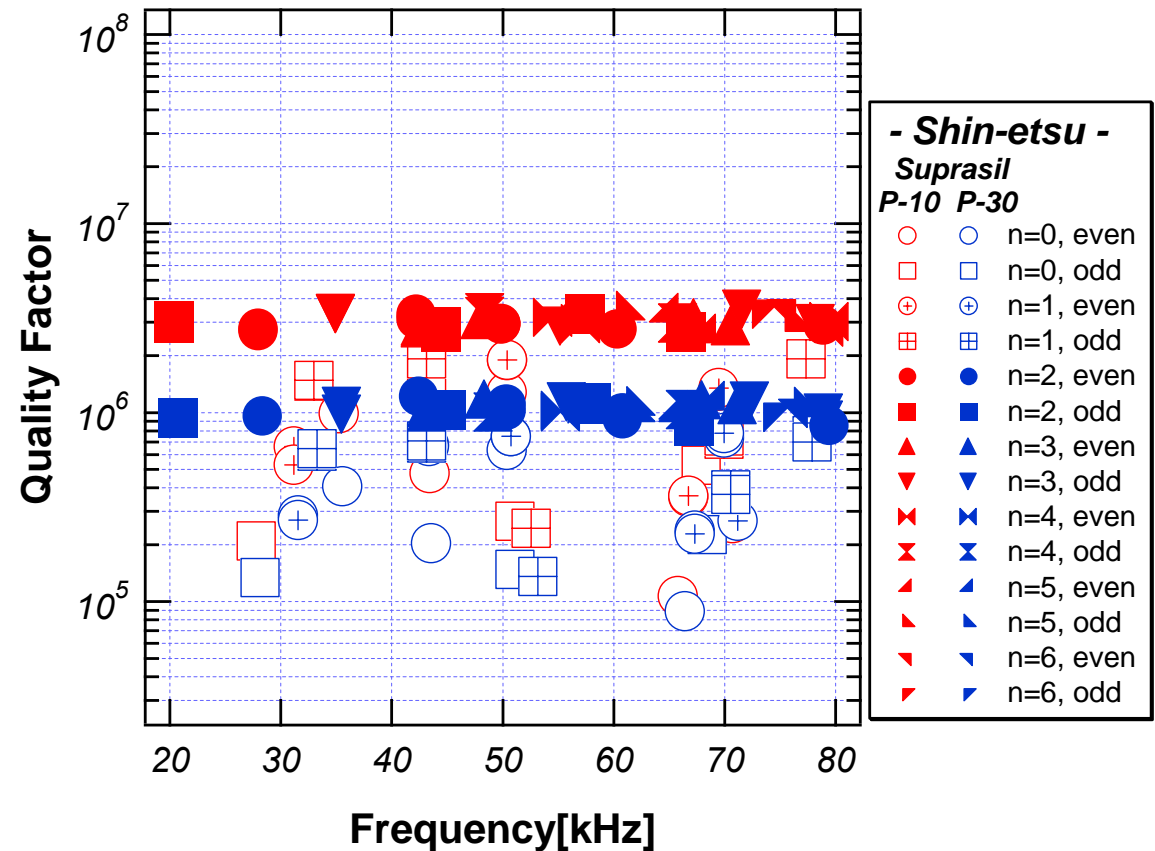 10^8
10^7
10^6
10^5
Quality Factor
20 30 40 50 60 70 80
Frequency[kHz]
- Shin-etsu -
Suprasil
P-10 P-30
n=0, even
n=0, odd
n=1, even
n=1, odd
n=2, even
n=2, odd
n=3, even
n=3, odd
n=4, even
n=4, odd
n=5, even
n=5, odd
n=6, even
n=6, odd